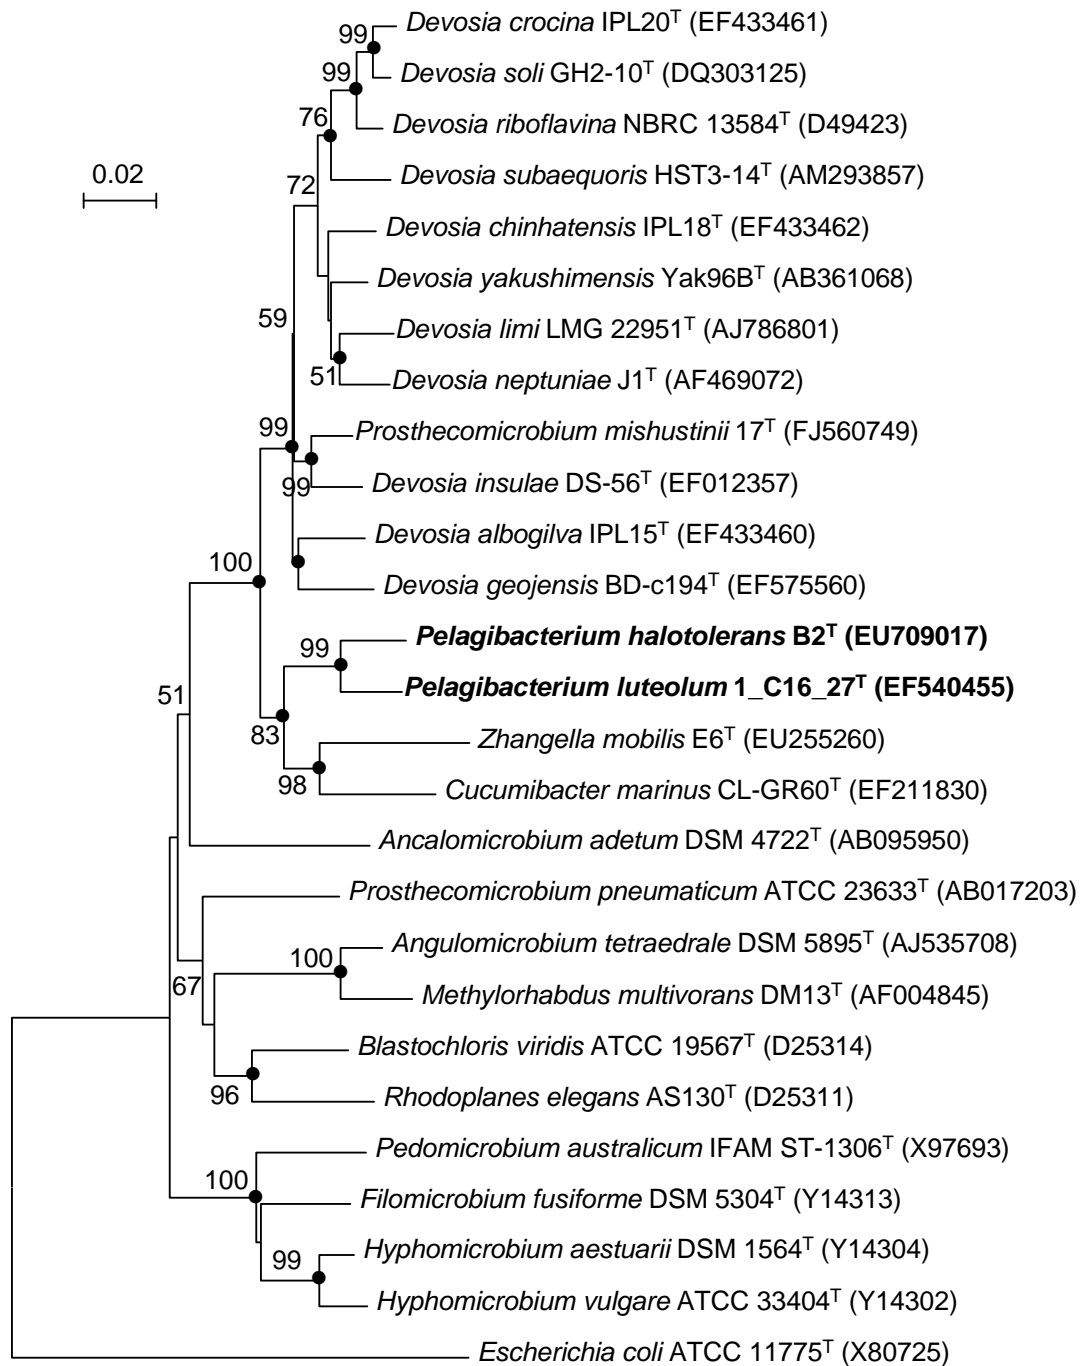 Devosia crocina IPL20ᵀ (EF433461)
99
Devosia soli GH2-10ᵀ (DQ303125)
99
Devosia riboflavina NBRC 13584ᵀ (D49423)
76
Devosia subaequoris HST3-14ᵀ (AM293857)
0.02
72
Devosia chinhatensis IPL18ᵀ (EF433462)
Devosia yakushimensis Yak96Bᵀ (AB361068)
59
Devosia limi LMG 22951ᵀ (AJ786801)
51
Devosia neptuniae J1ᵀ (AF469072)
99
Prosthecomicrobium mishustinii 17ᵀ (FJ560749)
99
Devosia insulae DS-56ᵀ (EF012357)
Devosia albogilva IPL15ᵀ (EF433460)
100
Devosia geojensis BD-c194ᵀ (EF575560)
Pelagibacterium halotolerans B2ᵀ (EU709017)
99
Pelagibacterium luteolum 1_C16_27ᵀ (EF540455)
51
83
Zhangella mobilis E6ᵀ (EU255260)
98
Cucumibacter marinus CL-GR60ᵀ (EF211830)
Ancalomicrobium adetum DSM 4722ᵀ (AB095950)
Prosthecomicrobium pneumaticum ATCC 23633ᵀ (AB017203)
Angulomicrobium tetraedrale DSM 5895ᵀ (AJ535708)
100
67
Methylorhabdus multivorans DM13ᵀ (AF004845)
Blastochloris viridis ATCC 19567ᵀ (D25314)
96
Rhodoplanes elegans AS130ᵀ (D25311)
Pedomicrobium australicum IFAM ST-1306ᵀ (X97693)
100
Filomicrobium fusiforme DSM 5304ᵀ (Y14313)
Hyphomicrobium aestuarii DSM 1564ᵀ (Y14304)
99
Hyphomicrobium vulgare ATCC 33404ᵀ (Y14302)
Escherichia coli ATCC 11775ᵀ (X80725)